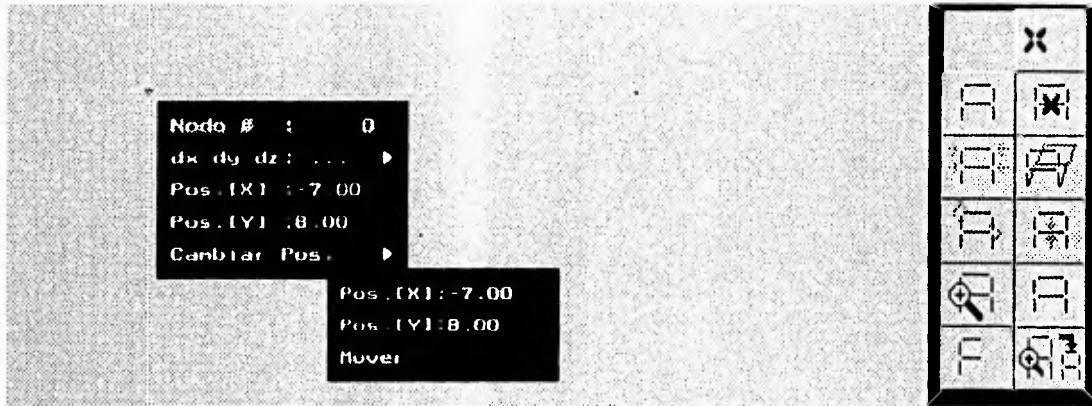 Nodo # : 0
dx dy dz: ...
Pos.[X] :-7.00
Pos.[Y] :8.00
Cambiar Pos.
Pos.[X]:-7.00
Pos.[Y]:8.00
Mover